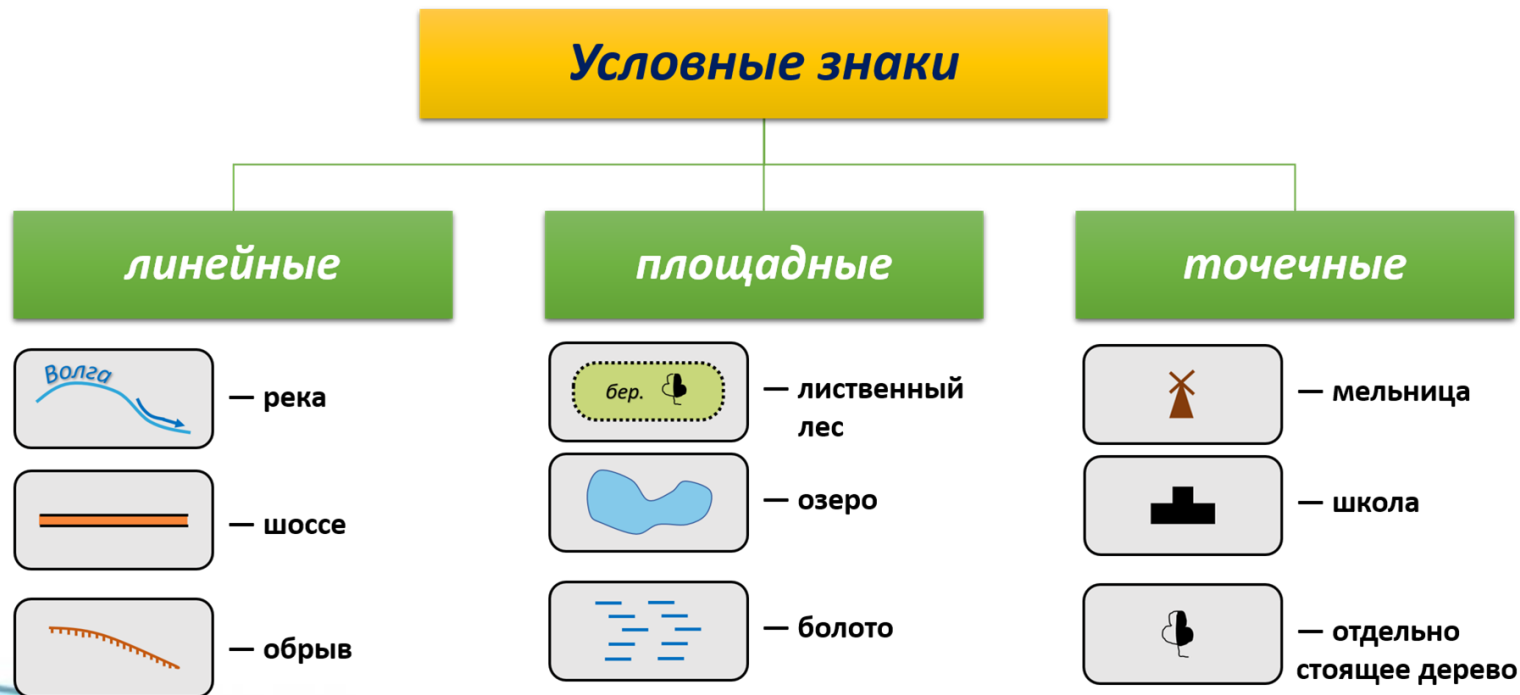 Условные знаки
линейные
площадные
точечные
Волга
— река
— шоссе
— обрыв
бер.
— лиственный
лес
— озеро
— болото
— мельница
— школа
— отдельно
стоящее дерево